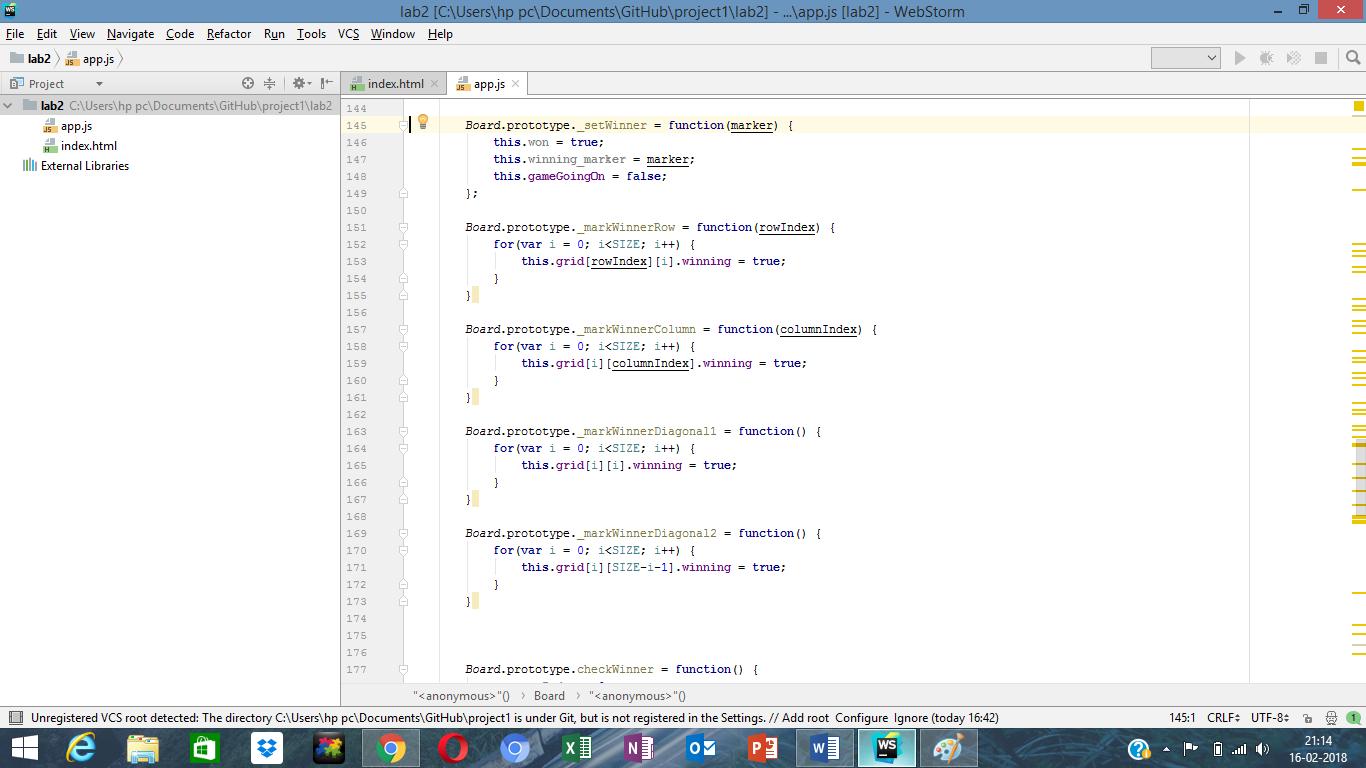 lab2 [C:\Users\hp pc\Documents\GitHub\project1\lab2] - ...\app.js [lab2] - WebStorm
File Edit View Navigate Code Refactor Run Tools VCS Window Help
lab2 app.js
Project
index.html app.js
lab2 C:\Users\hp pc\Documents\GitHub\project1\lab2
app.js
index.html
External Libraries
144
145 Board.prototype._setWinner = function(marker) {
146 this.won = true;
147 this.winning_marker = marker;
148 this.gameGoingOn = false;
149 };
150
151 Board.prototype._markWinnerRow = function(rowIndex) {
152 for(var i = 0; i<SIZE; i++) {
153 this.grid[rowIndex][i].winning = true;
154 }
155 }
156
157 Board.prototype._markWinnerColumn = function(columnIndex) {
158 for(var i = 0; i<SIZE; i++) {
159 this.grid[i][columnIndex].winning = true;
160 }
161 }
162
163 Board.prototype._markWinnerDiagonal1 = function() {
164 for(var i = 0; i<SIZE; i++) {
165 this.grid[i][i].winning = true;
166 }
167 }
168
169 Board.prototype._markWinnerDiagonal2 = function() {
170 for(var i = 0; i<SIZE; i++) {
171 this.grid[i][SIZE-i-1].winning = true;
172 }
173 }
174
175
176
177 Board.prototype.checkWinner = function() {
"<anonymous>"() Board "<anonymous>"()
Unregistered VCS root detected: The directory C:\Users\hp pc\Documents\GitHub\project1 is under Git, but is not registered in the Settings. // Add root Configure Ignore (today 16:42) 145:1 CRLF UTF-8 1
21:14
16-02-2018